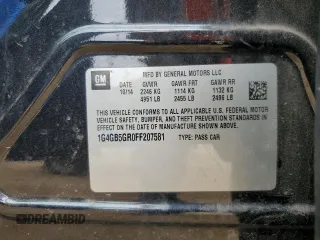 GM
MFD BY GENERAL MOTORS LLC
DATE GVWR GAWR FRT GAWR RR
10/14 2246 KG 1114 KG 1132 KG
4951 LB 2455 LB 2496 LB
THIS VEHICLE CONFORMS TO ALL APPLICABLE U.S. FEDERAL MOTOR
VEHICLE SAFETY, BUMPER, AND THEFT PREVENTION STANDARDS
IN EFFECT ON THE DATE OF MANUFACTURE SHOWN ABOVE.
1G4GB5GR0FF207581 TYPE: PASS CAR
© DREAMBID